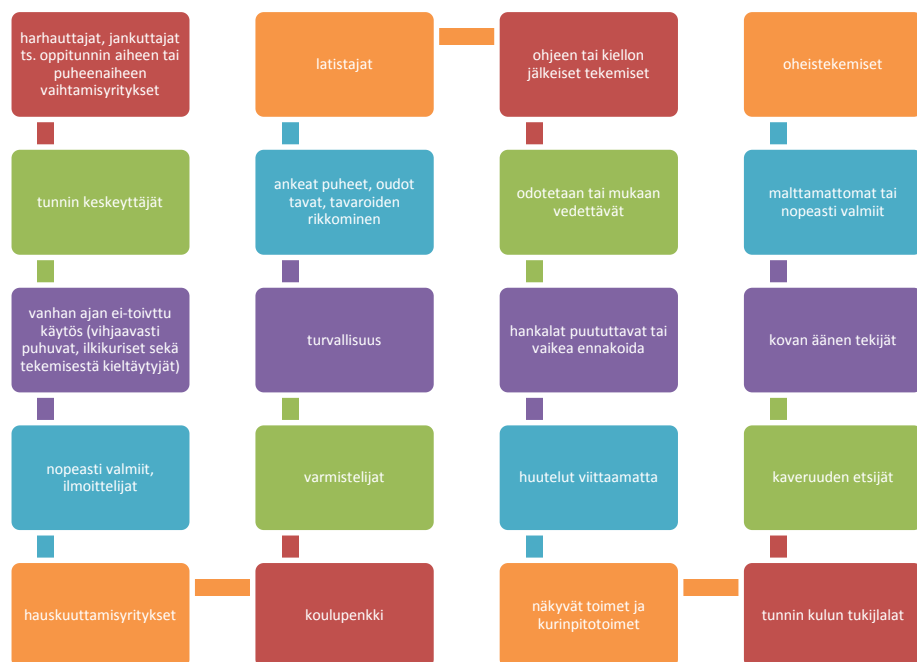 harhauttajat, jankuttajat
ts. oppitunnin aiheen tai
puheenaiheen
vaihtamisyritykset
tunnin keskeyttäjät
vanhan ajan ei-toivttu
käytös (vihjaavasti
puhuvat, ilkikuriset sekä
tekemisestä kieltäytyjät)
nopeasti valmiit,
ilmoittelijat
hauskuuttamisyritykset
koulupenkki
varmistelijat
turvallisuus
ankeat puheet, oudot
tavat, tavaroiden
rikkominen
latistajat
ohjeen tai kiellon
jälkeiset tekemiset
odotetaan tai mukaan
vedettävät
hankalat puututtavat tai
vaikea ennakoida
huutelut viittaamatta
näkyvät toimet ja
kurinpitotoimet
tunnin kulun tukijlalat
kaveruuden etsijät
kovan äänen tekijät
malttamattomat tai
nopeasti valmiit
oheistekemiset